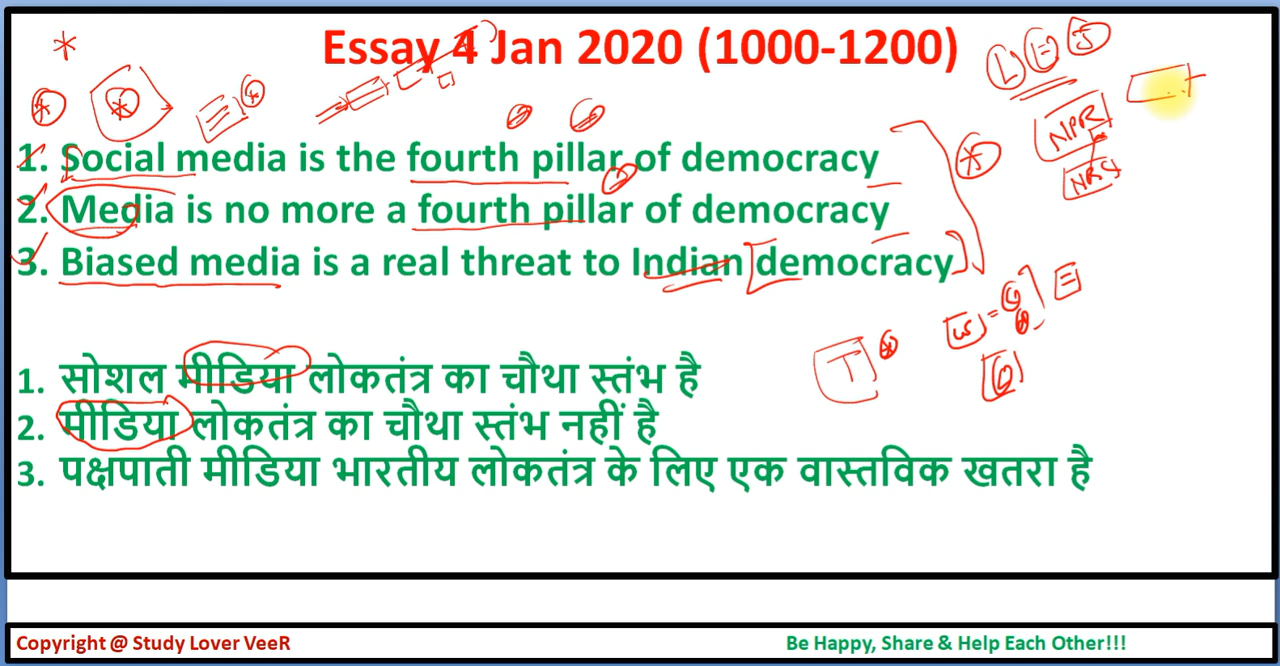 Essay 4 Jan 2020 (1000-1200)
L E J
NPR
1. Social media is the fourth pillar of democracy
2. Media is no more a fourth pillar of democracy
3. Biased media is a real threat to Indian democracy
T
1. सोशल मीडिया लोकतंत्र का चौथा स्तंभ है
2. मीडिया लोकतंत्र का चौथा स्तंभ नहीं है
3. पक्षपाती मीडिया भारतीय लोकतंत्र के लिए एक वास्तविक खतरा है
Copyright @ Study Lover VeeR
Be Happy, Share & Help Each Other!!!